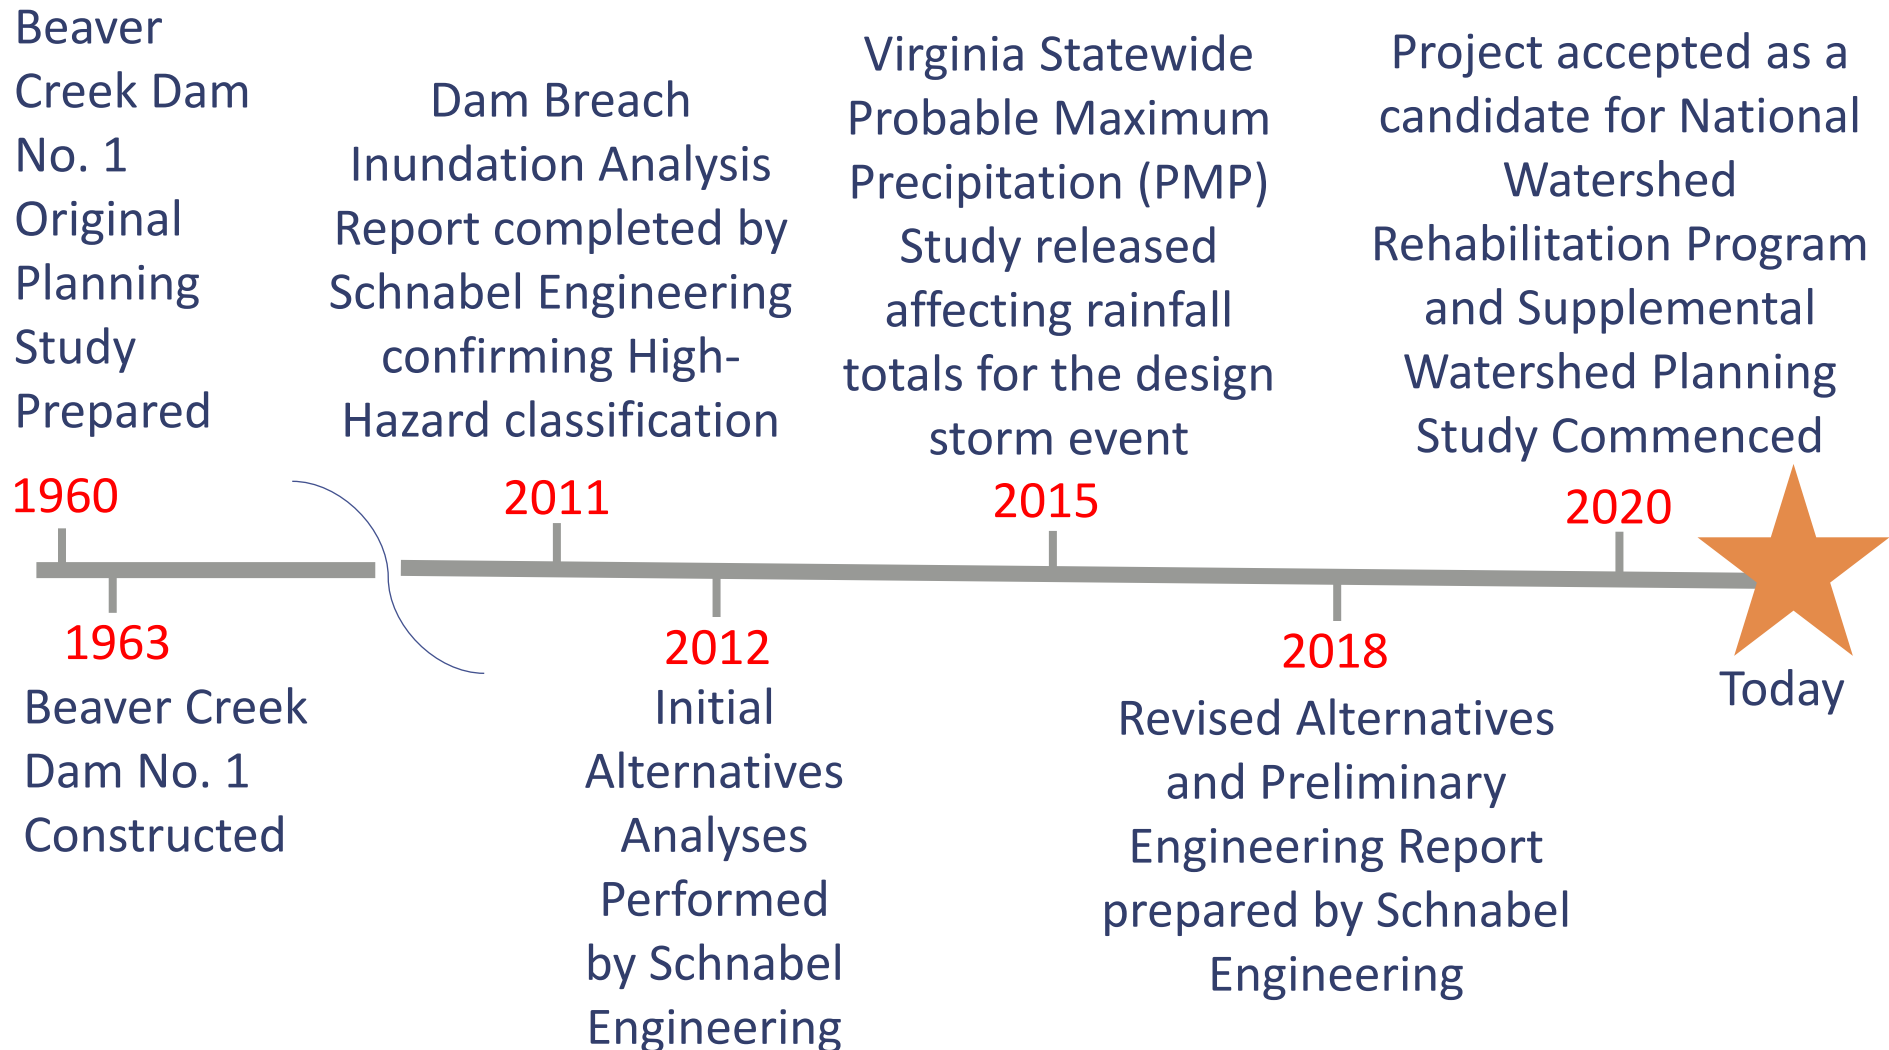 Beaver
Creek Dam
No. 1
Original
Planning
Study
Prepared
1960
1963
Beaver Creek
Dam No. 1
Constructed
Dam Breach
Inundation Analysis
Report completed by
Schnabel Engineering
confirming High-
Hazard classification
2011
2012
Initial
Alternatives
Analyses
Performed
by Schnabel
Engineering
Virginia Statewide
Probable Maximum
Precipitation (PMP)
Study released
affecting rainfall
totals for the design
storm event
2015
2018
Revised Alternatives
and Preliminary
Engineering Report
prepared by Schnabel
Engineering
Project accepted as a
candidate for National
Watershed
Rehabilitation Program
and Supplemental
Watershed Planning
Study Commenced
2020
Today